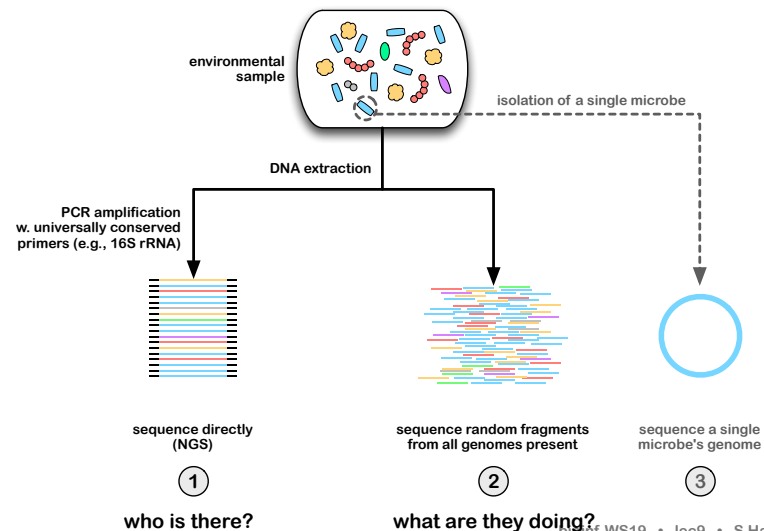 environmental
sample
isolation of a single microbe
DNA extraction
PCR amplification
w. universally conserved
primers (e.g., 16S rRNA)
sequence directly
(NGS)
sequence random fragments
from all genomes present
sequence a single
microbe's genome
1
2
3
who is there?
what are they doing?
WS19 •